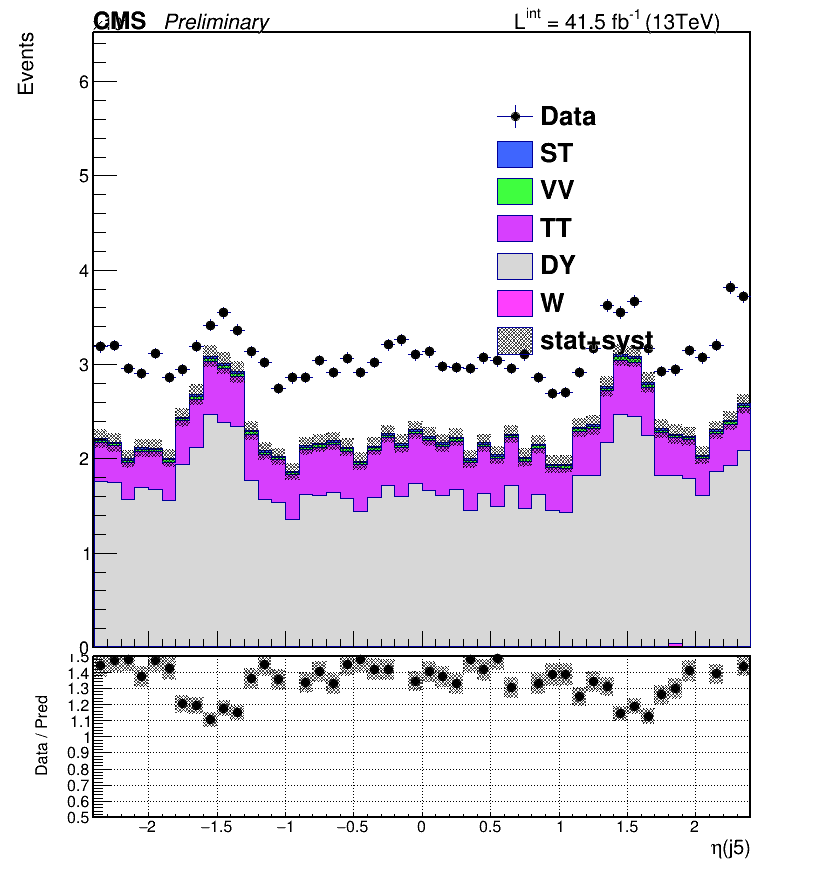 CMS Preliminary L^int = 41.5 fb^-1 (13TeV)
Events
6
5
4
3
2
1
0
Data
ST
VV
TT
DY
W
stat+syst
Data / Pred
1.5
1.4
1.3
1.2
1.1
1
0.9
0.8
0.7
0.6
0.5
−2 −1.5 −1 −0.5 0 0.5 1 1.5 2
η(j5)